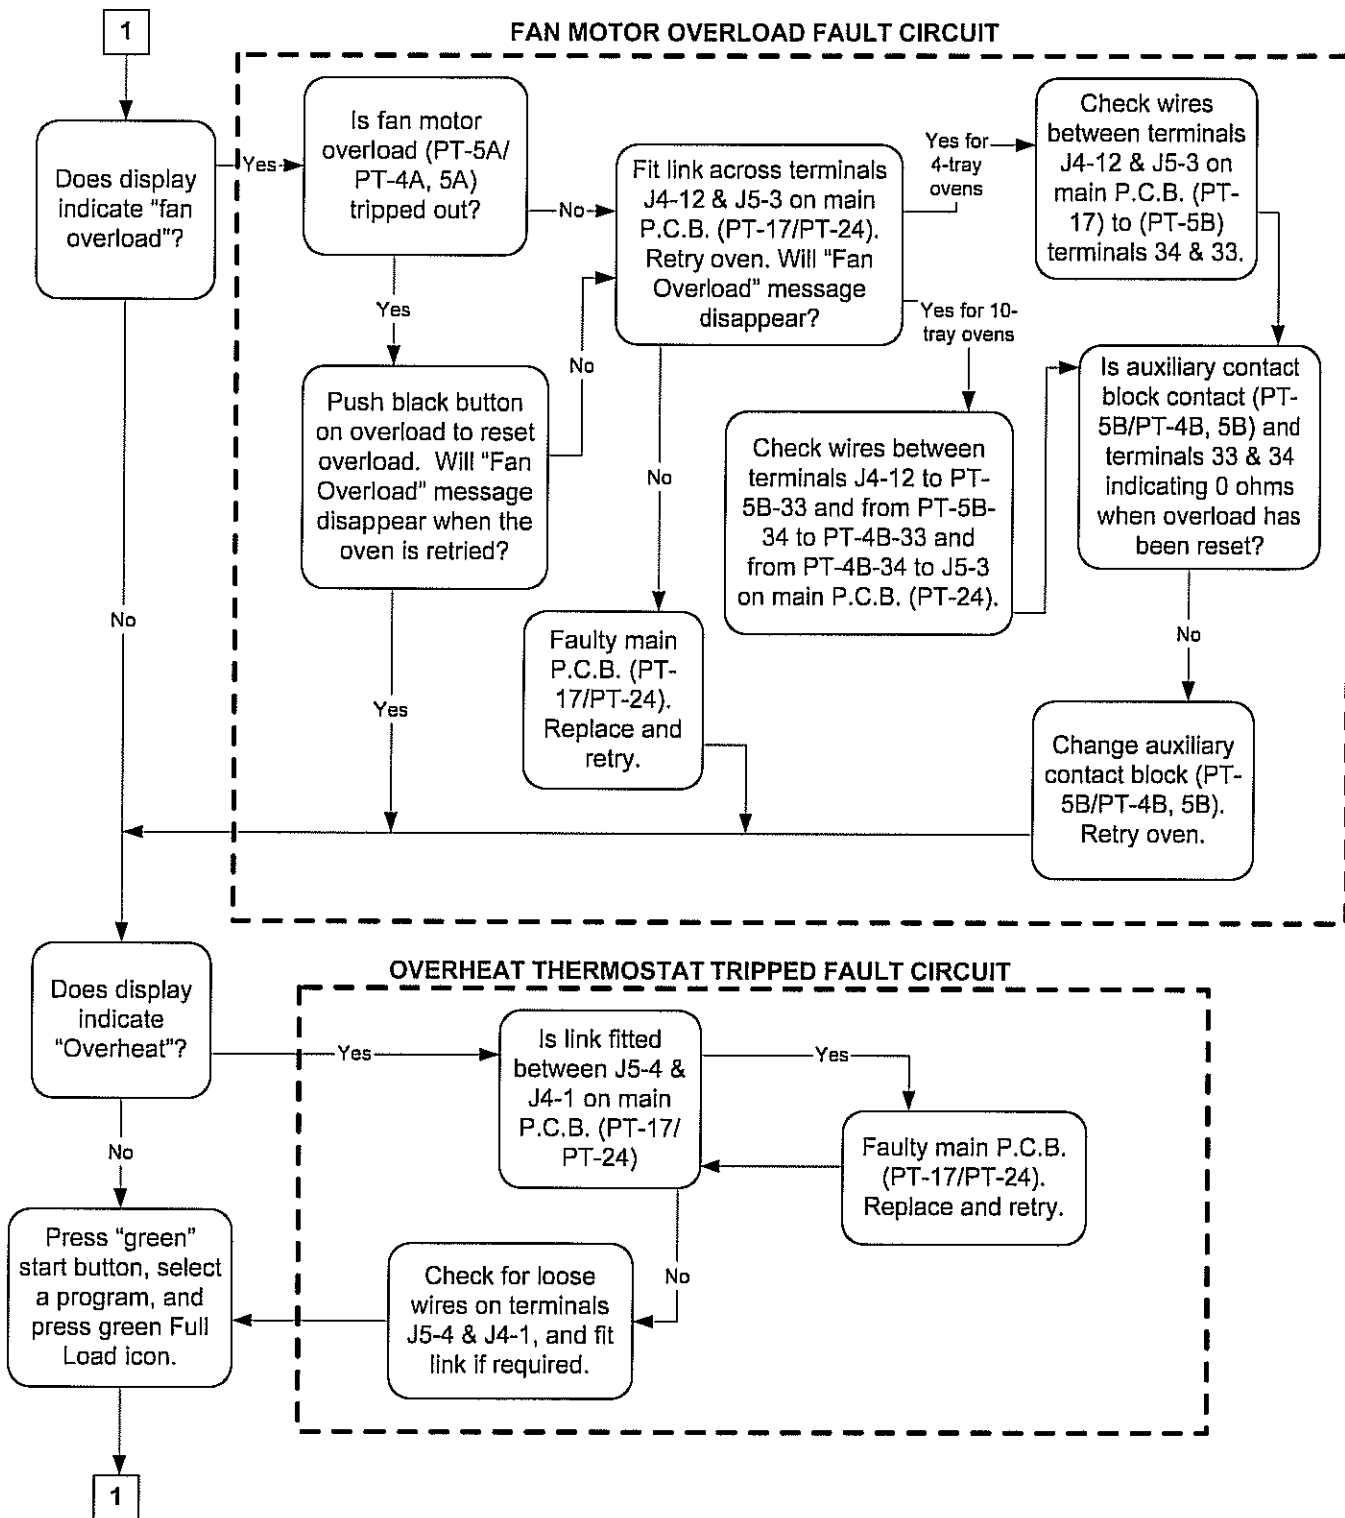 1
FAN MOTOR OVERLOAD FAULT CIRCUIT
Does display
indicate "fan
overload"?
Yes
Is fan motor
overload (PT-5A/
PT-4A, 5A)
tripped out?
No
Yes
Fit link across terminals
J4-12 & J5-3 on main
P.C.B. (PT-17/PT-24).
Retry oven. Will "Fan
Overload" message
disappear?
Yes for
4-tray
ovens
Check wires
between terminals
J4-12 & J5-3 on
main P.C.B. (PT-
17) to (PT-5B)
terminals 34 & 33.
Yes for 10-
tray ovens
No
Push black button
on overload to reset
overload. Will "Fan
Overload" message
disappear when the
oven is retried?
No
Check wires between
terminals J4-12 to PT-
5B-33 and from PT-5B-
34 to PT-4B-33 and
from PT-4B-34 to J5-3
on main P.C.B. (PT-24).
Is auxiliary contact
block contact (PT-
5B/PT-4B, 5B) and
terminals 33 & 34
indicating 0 ohms
when overload has
been reset?
No
No
Yes
Faulty main
P.C.B. (PT-
17/PT-24).
Replace and
retry.
Change auxiliary
contact block (PT-
5B/PT-4B, 5B).
Retry oven.
OVERHEAT THERMOSTAT TRIPPED FAULT CIRCUIT
Does display
indicate
"Overheat"?
Yes
Is link fitted
between J5-4 &
J4-1 on main
P.C.B. (PT-17/
PT-24)
Yes
Faulty main P.C.B.
(PT-17/PT-24).
Replace and retry.
No
No
Press "green"
start button, select
a program, and
press green Full
Load icon.
Check for loose
wires on terminals
J5-4 & J4-1, and fit
link if required.
1